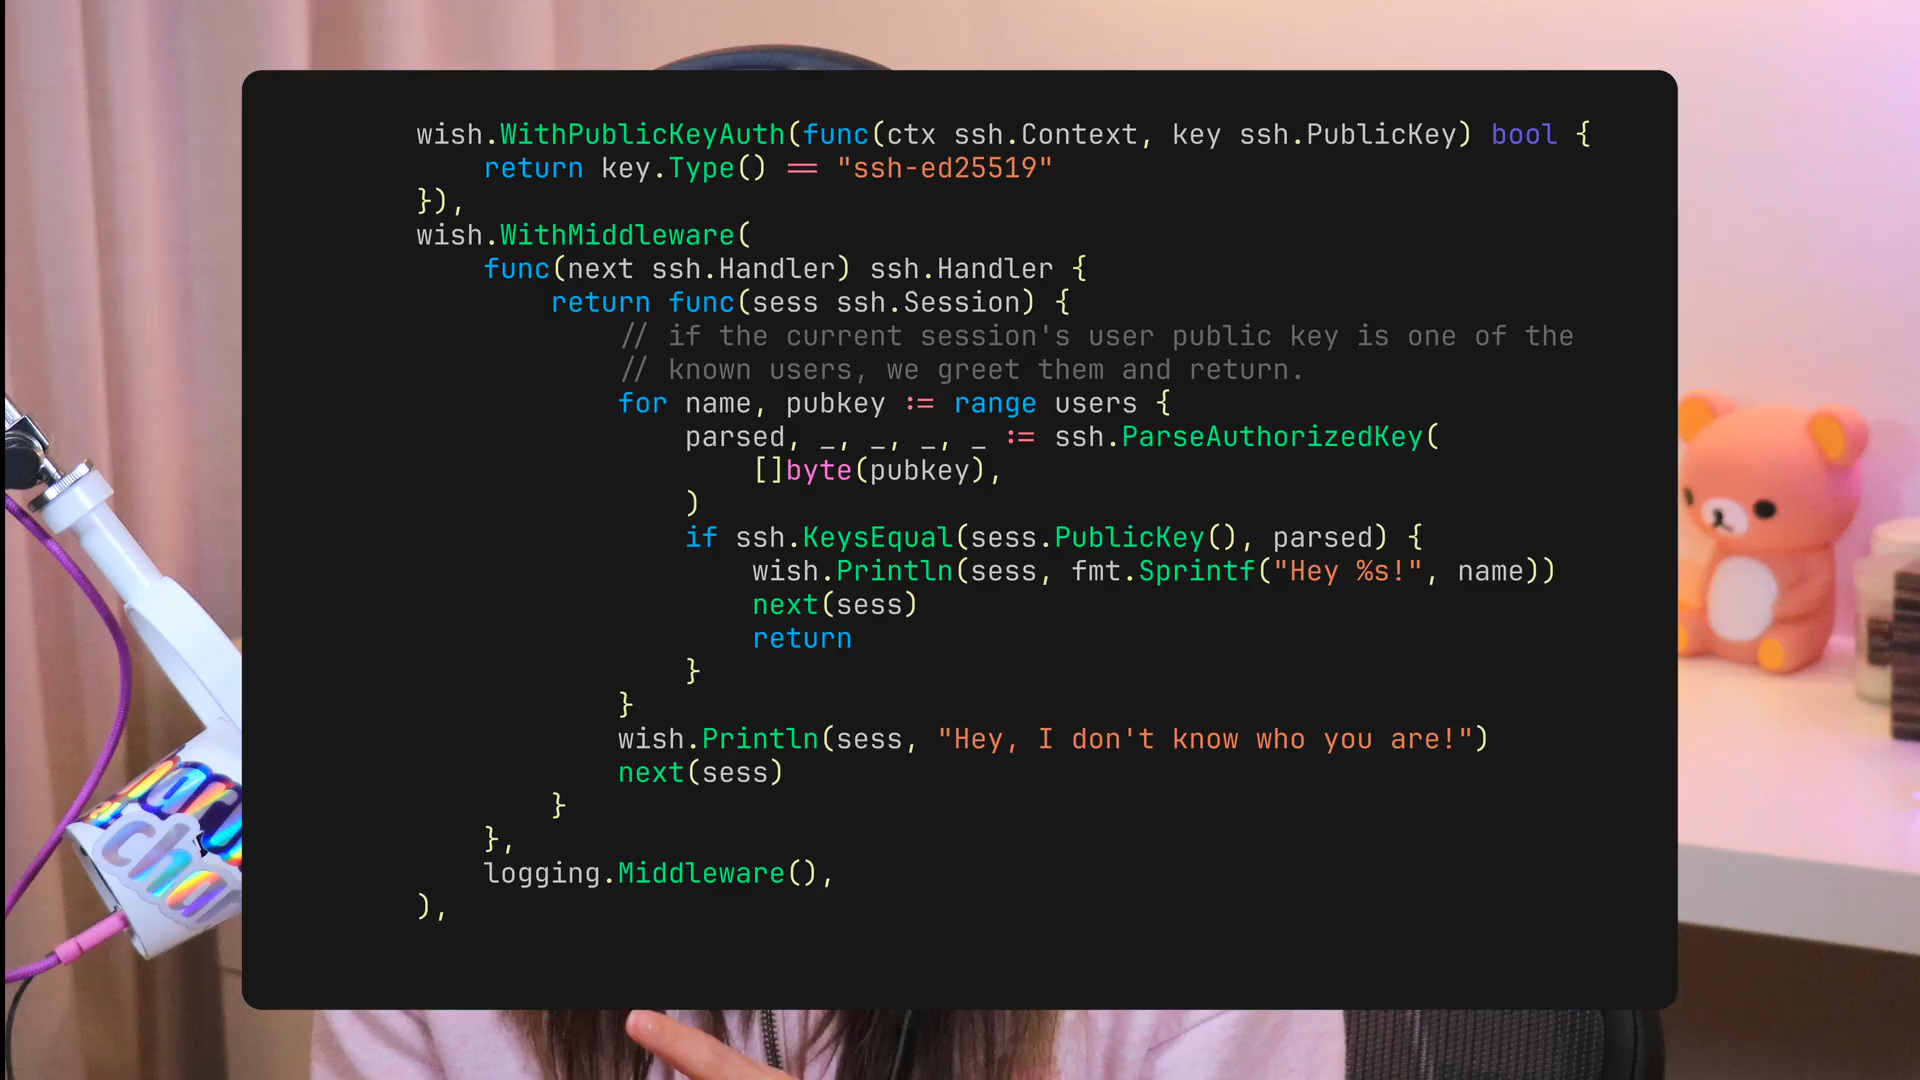 wish.WithPublicKeyAuth(func(ctx ssh.Context, key ssh.PublicKey) bool {
    return key.Type() == "ssh-ed25519"
}),
wish.WithMiddleware(
    func(next ssh.Handler) ssh.Handler {
        return func(sess ssh.Session) {
            // if the current session's user public key is one of the
            // known users, we greet them and return.
            for name, pubkey := range users {
                parsed, _, _, _, _ := ssh.ParseAuthorizedKey(
                    []byte(pubkey),
                )
                if ssh.KeysEqual(sess.PublicKey(), parsed) {
                    wish.Println(sess, fmt.Sprintf("Hey %s!", name))
                    next(sess)
                    return
                }
            }
            wish.Println(sess, "Hey, I don't know who you are!")
            next(sess)
        }
    },
    logging.Middleware(),
),